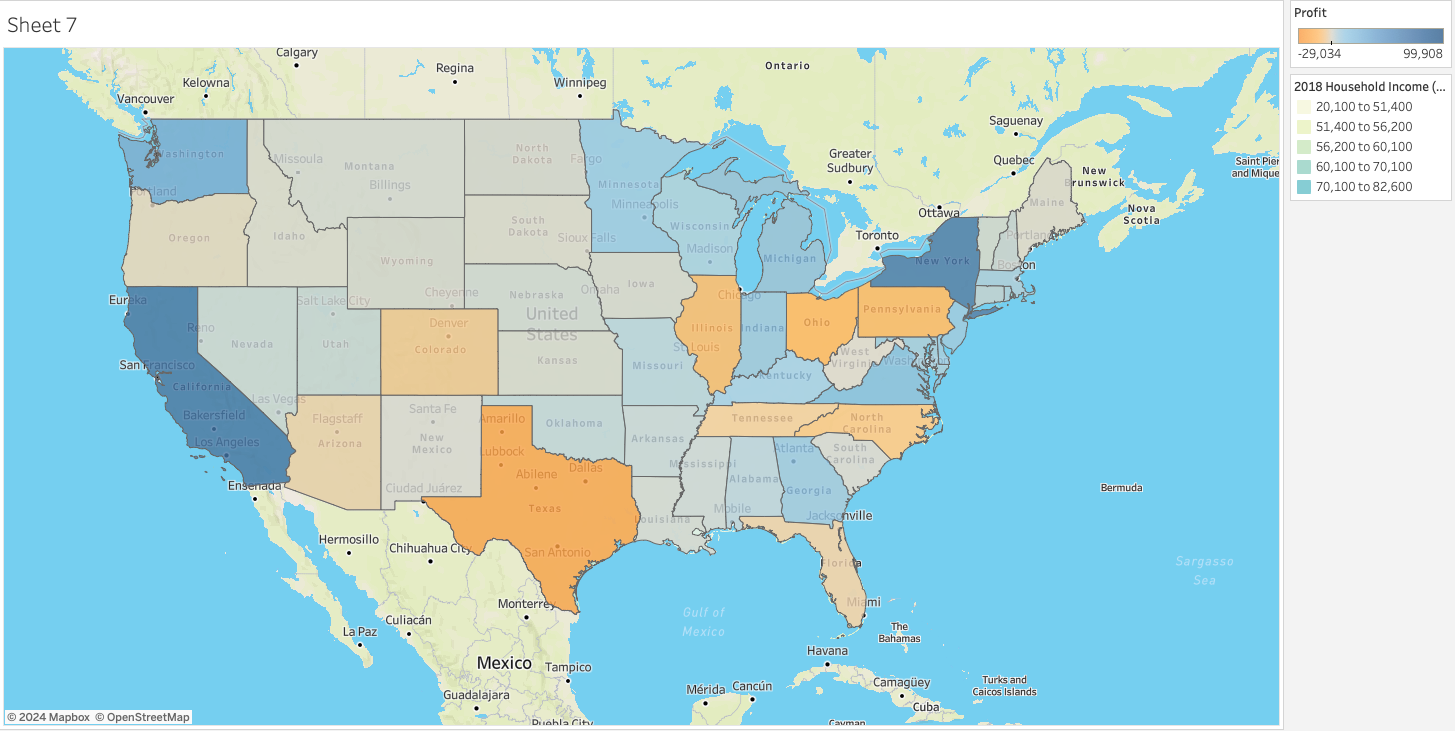 Sheet 7
Calgary
Regina
Winnipeg
Kelowna
Vancouver
Ontario
Saguenay
Quebec
Greater
Sudbury
New
Brunswick
Saint Pier
and Mique
Nova
Scotia
Ottawa
Toronto
Washington
Portland
Oregon
Missoula
Montana
Billings
Idaho
Wyoming
Cheyenne
North
Dakota
Fargo
South
Dakota
Sioux Falls
Minnesota
Minneapolis
Wisconsin
Madison
Michigan
Maine
Portland
Boston
New York
Eureka
Reno
Nevada
Salt Lake City
Utah
Denver
Colorado
Nebraska
Omaha
Iowa
United
States
Kansas
Chicago
Illinois
St Louis
Indiana
Ohio
Pennsylvania
West
Virginia
Washington
Missouri
Kentucky
San Francisco
California
Las Vegas
Bakersfield
Los Angeles
Flagstaff
Arizona
Santa Fe
New
Mexico
Ciudad Juárez
Amarillo
Lubbock
Oklahoma
Arkansas
Tennessee
North
Carolina
South
Carolina
Atlanta
Georgia
Mississippi
Alabama
Mobile
Jacksonville
Louisiana
Dallas
Abilene
Texas
San Antonio
Florida
Miami
Ensenada
Hermosillo
Chihuahua City
Monterrey
Culiacán
La Paz
Mexico
Tampico
Guadalajara
Puebla City
Gulf of
Mexico
Bermuda
Sargasso
Sea
The
Bahamas
Havana
Mérida
Cancún
Camagüey
Cuba
Turks and
Caicos Islands
Cayman
© 2024 Mapbox © OpenStreetMap
Profit
-29,034 99,908
2018 Household Income (...
20,100 to 51,400
51,400 to 56,200
56,200 to 60,100
60,100 to 70,100
70,100 to 82,600